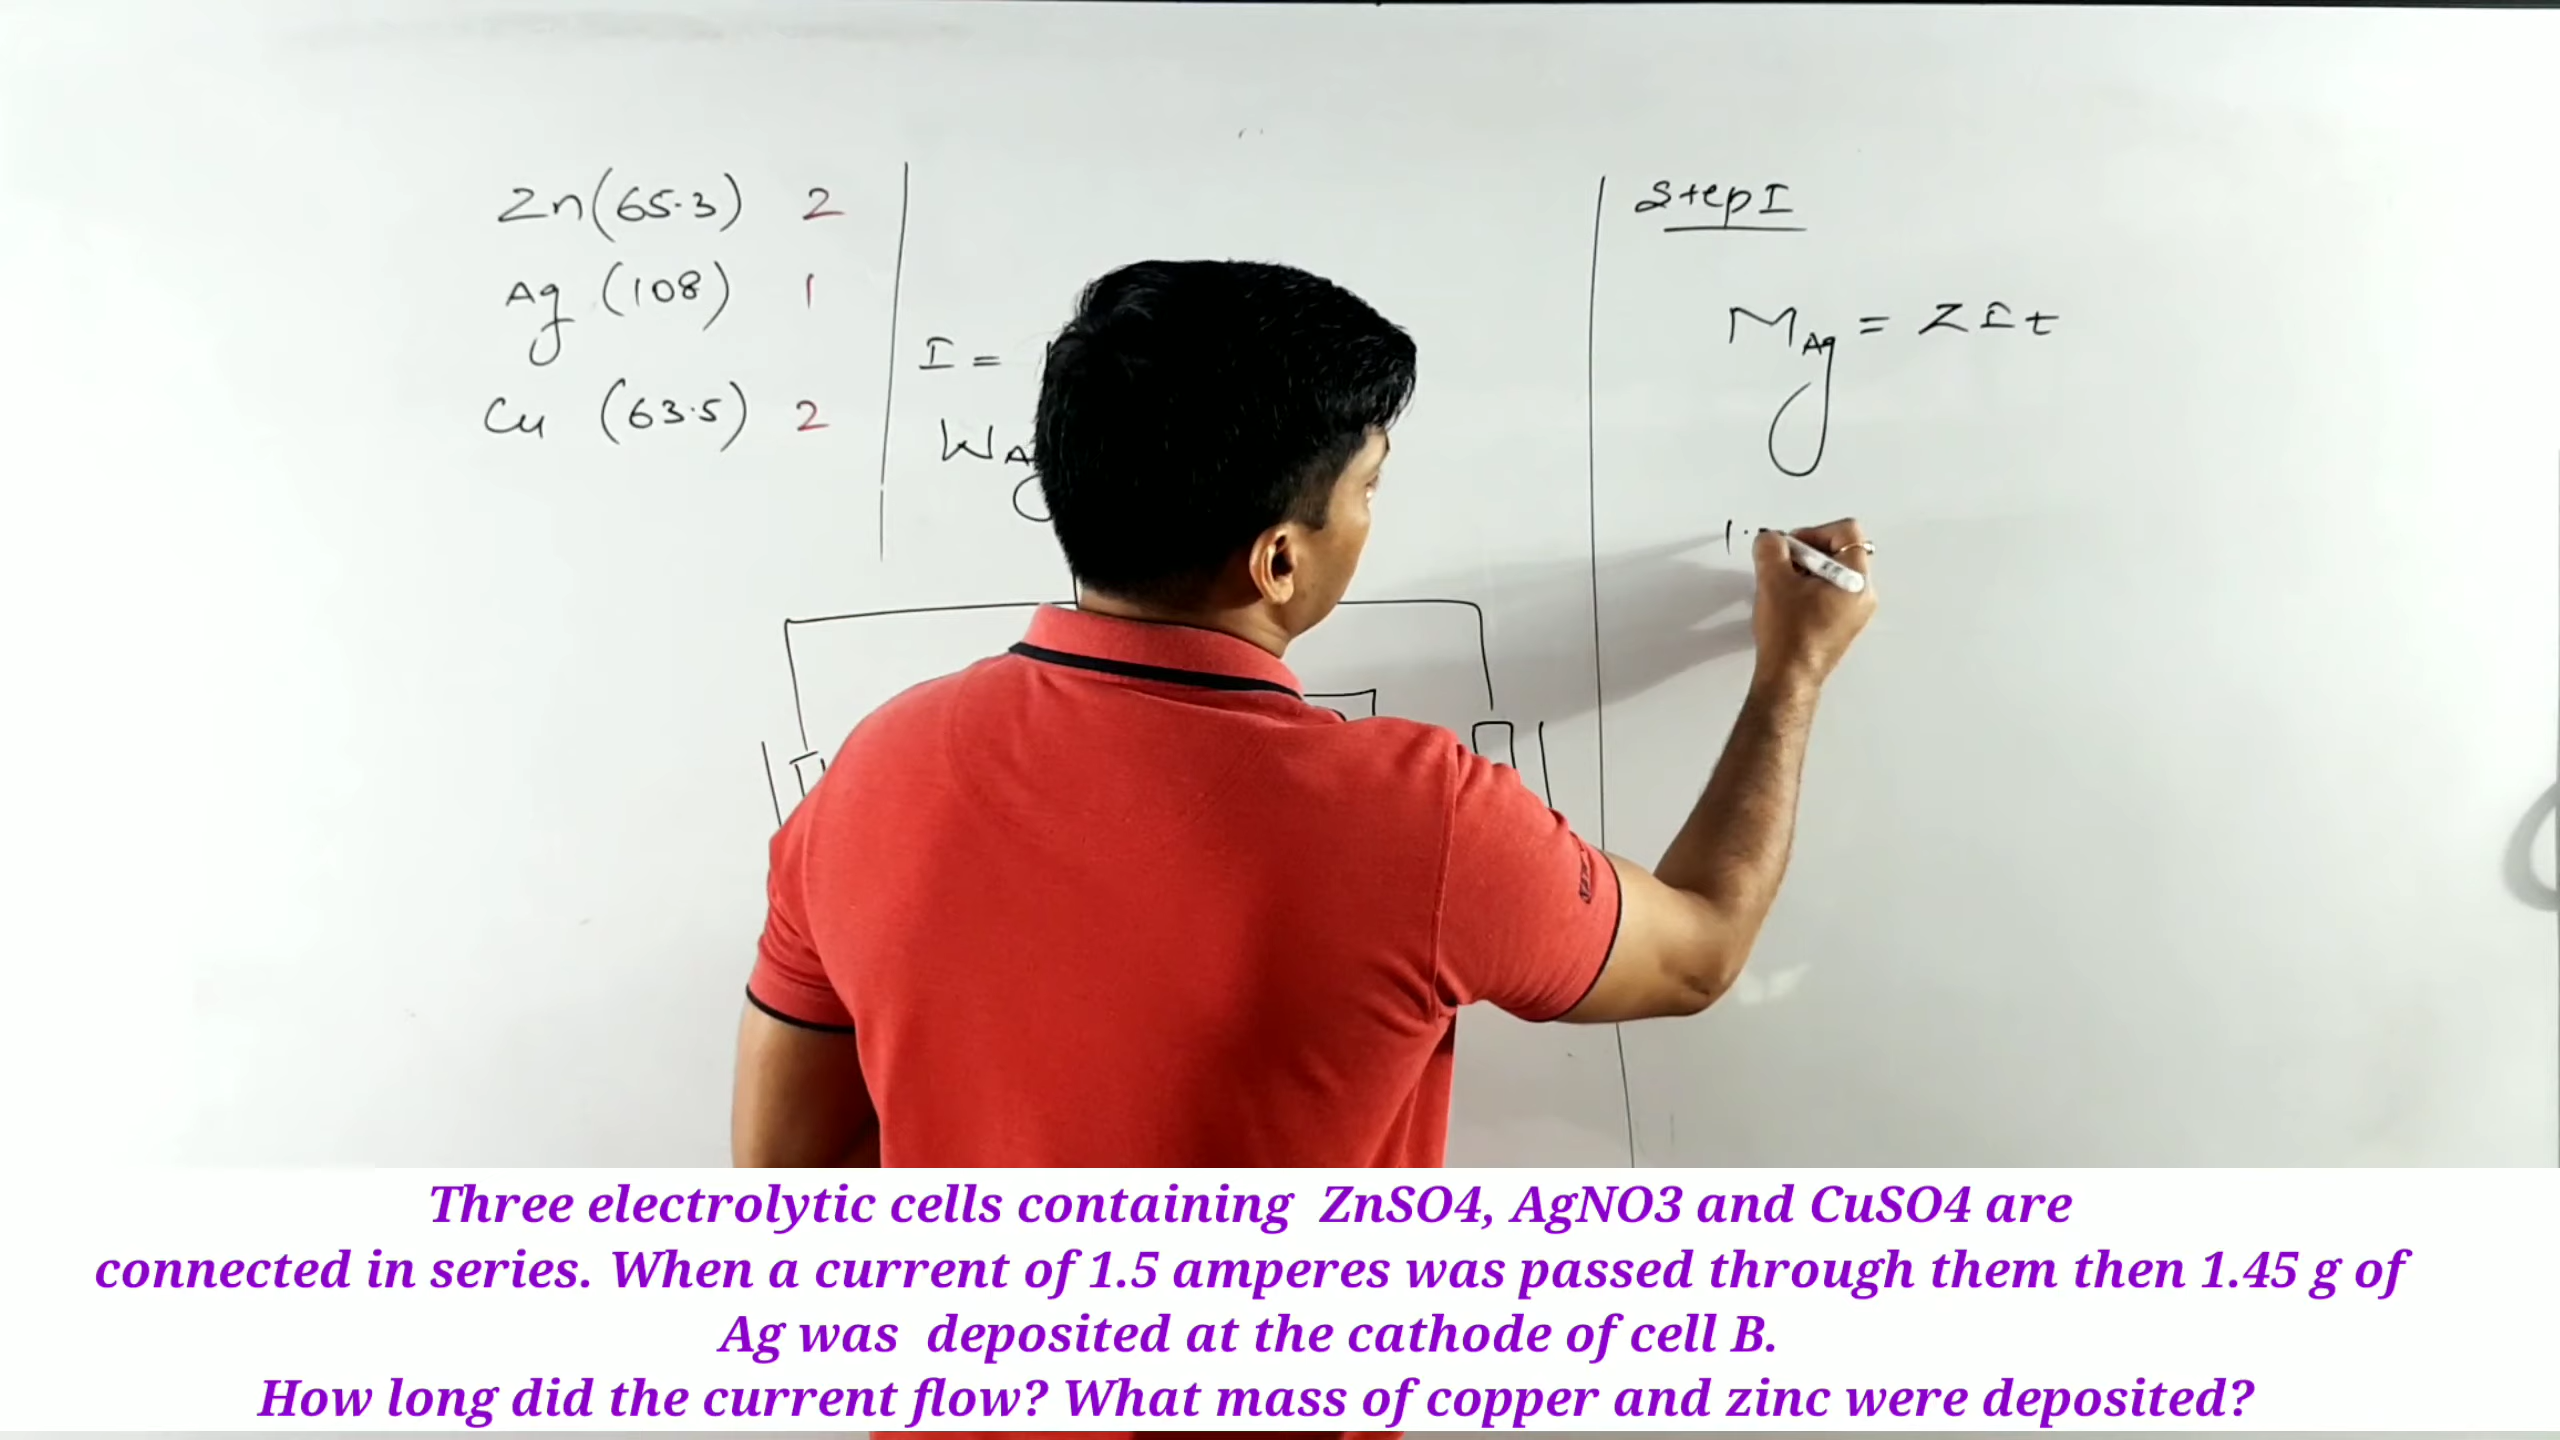 Zn(65.3) 2
Ag (108) 1
Cu (63.5) 2
I =
WAg
Step I
MAg = ZIt
1.
Three electrolytic cells containing ZnSO4, AgNO3 and CuSO4 are
connected in series. When a current of 1.5 amperes was passed through them then 1.45 g of
Ag was deposited at the cathode of cell B.
How long did the current flow? What mass of copper and zinc were deposited?